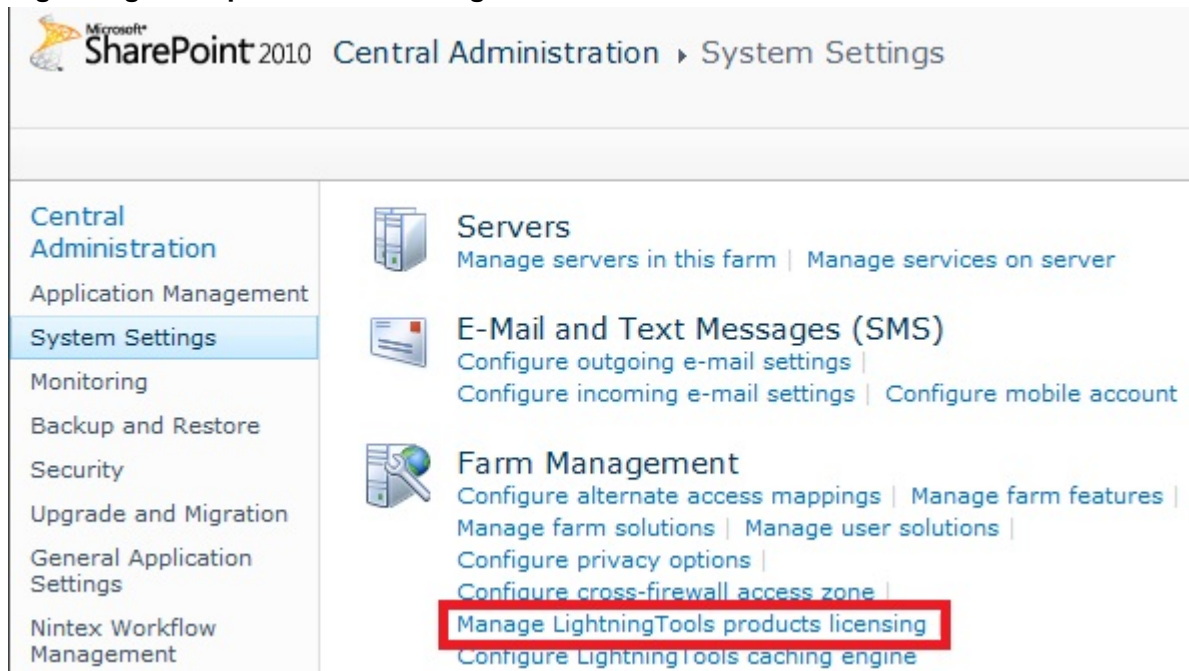 Microsoft®
SharePoint 2010 Central Administration ▸ System Settings
Central
Administration
Application Management
System Settings
Monitoring
Backup and Restore
Security
Upgrade and Migration
General Application
Settings
Nintex Workflow
Management
Servers
Manage servers in this farm | Manage services on server
E-Mail and Text Messages (SMS)
Configure outgoing e-mail settings |
Configure incoming e-mail settings | Configure mobile account
Farm Management
Configure alternate access mappings | Manage farm features |
Manage farm solutions | Manage user solutions |
Configure privacy options |
Configure cross-firewall access zone |
Manage LightningTools products licensing
Configure LightningTools caching engine